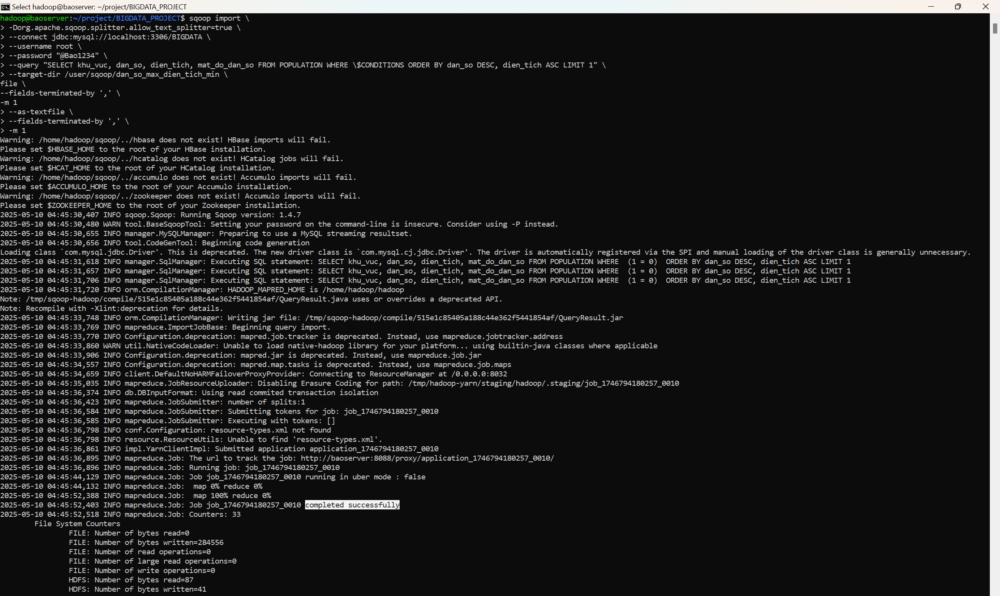 Select hadoop@baoserver: ~/project/BIGDATA_PROJECT
hadoop@baoserver:~/project/BIGDATA_PROJECT$ sqoop import \
> -Dorg.apache.sqoop.splitter.allow_text_splitter=true \
> --connect jdbc:mysql://localhost:3306/BIGDATA \
> --username root \
> --password "@Bao1234" \
> --query "SELECT khu_vuc, dan_so, dien_tich, mat_do_dan_so FROM POPULATION WHERE \$CONDITIONS ORDER BY dan_so DESC, dien_tich ASC LIMIT 1" \
> --target-dir /user/sqoop/dan_so_max_dien_tich_min \
file \
--fields-terminated-by ',' \
-m 1
> --as-textfile \
> --fields-terminated-by ',' \
> -m 1
Warning: /home/hadoop/sqoop/../hbase does not exist! HBase imports will fail.
Please set $HBASE_HOME to the root of your HBase installation.
Warning: /home/hadoop/sqoop/../hcatalog does not exist! HCatalog jobs will fail.
Please set $HCAT_HOME to the root of your HCatalog installation.
Warning: /home/hadoop/sqoop/../accumulo does not exist! Accumulo imports will fail.
Please set $ACCUMULO_HOME to the root of your Accumulo installation.
Warning: /home/hadoop/sqoop/../zookeeper does not exist! Accumulo imports will fail.
Please set $ZOOKEEPER_HOME to the root of your Zookeeper installation.
2025-05-10 04:45:30,407 INFO sqoop.Sqoop: Running Sqoop version: 1.4.7
2025-05-10 04:45:30,480 WARN tool.BaseSqoopTool: Setting your password on the command-line is insecure. Consider using -P instead.
2025-05-10 04:45:30,655 INFO manager.MySQLManager: Preparing to use a MySQL streaming resultset.
2025-05-10 04:45:30,656 INFO tool.CodeGenTool: Beginning code generation
Loading class `com.mysql.jdbc.Driver'. This is deprecated. The new driver class is `com.mysql.cj.jdbc.Driver'. The driver is automatically registered via the SPI and manual loading of the driver class is generally unnecessary.
2025-05-10 04:45:31,618 INFO manager.SqlManager: Executing SQL statement: SELECT khu_vuc, dan_so, dien_tich, mat_do_dan_so FROM POPULATION WHERE  (1 = 0)  ORDER BY dan_so DESC, dien_tich ASC LIMIT 1
2025-05-10 04:45:31,657 INFO manager.SqlManager: Executing SQL statement: SELECT khu_vuc, dan_so, dien_tich, mat_do_dan_so FROM POPULATION WHERE  (1 = 0)  ORDER BY dan_so DESC, dien_tich ASC LIMIT 1
2025-05-10 04:45:31,706 INFO manager.SqlManager: Executing SQL statement: SELECT khu_vuc, dan_so, dien_tich, mat_do_dan_so FROM POPULATION WHERE  (1 = 0)  ORDER BY dan_so DESC, dien_tich ASC LIMIT 1
2025-05-10 04:45:31,720 INFO orm.CompilationManager: HADOOP_MAPRED_HOME is /home/hadoop/hadoop
Note: /tmp/sqoop-hadoop/compile/515e1c85405a188c44e362f5441854af/QueryResult.java uses or overrides a deprecated API.
Note: Recompile with -Xlint:deprecation for details.
2025-05-10 04:45:33,748 INFO orm.CompilationManager: Writing jar file: /tmp/sqoop-hadoop/compile/515e1c85405a188c44e362f5441854af/QueryResult.jar
2025-05-10 04:45:33,769 INFO mapreduce.ImportJobBase: Beginning query import.
2025-05-10 04:45:33,770 INFO Configuration.deprecation: mapred.job.tracker is deprecated. Instead, use mapreduce.jobtracker.address
2025-05-10 04:45:33,860 WARN util.NativeCodeLoader: Unable to load native-hadoop library for your platform... using builtin-java classes where applicable
2025-05-10 04:45:33,906 INFO Configuration.deprecation: mapred.jar is deprecated. Instead, use mapreduce.job.jar
2025-05-10 04:45:34,557 INFO Configuration.deprecation: mapred.map.tasks is deprecated. Instead, use mapreduce.job.maps
2025-05-10 04:45:34,659 INFO client.DefaultNoHARMFailoverProxyProvider: Connecting to ResourceManager at /0.0.0.0:8032
2025-05-10 04:45:35,035 INFO mapreduce.JobResourceUploader: Disabling Erasure Coding for path: /tmp/hadoop-yarn/staging/hadoop/.staging/job_1746794180257_0010
2025-05-10 04:45:36,374 INFO db.DBInputFormat: Using read commited transaction isolation
2025-05-10 04:45:36,423 INFO mapreduce.JobSubmitter: number of splits:1
2025-05-10 04:45:36,584 INFO mapreduce.JobSubmitter: Submitting tokens for job: job_1746794180257_0010
2025-05-10 04:45:36,585 INFO mapreduce.JobSubmitter: Executing with tokens: []
2025-05-10 04:45:36,798 INFO conf.Configuration: resource-types.xml not found
2025-05-10 04:45:36,798 INFO resource.ResourceUtils: Unable to find 'resource-types.xml'.
2025-05-10 04:45:36,861 INFO impl.YarnClientImpl: Submitted application application_1746794180257_0010
2025-05-10 04:45:36,895 INFO mapreduce.Job: The url to track the job: http://baoserver:8088/proxy/application_1746794180257_0010/
2025-05-10 04:45:36,896 INFO mapreduce.Job: Running job: job_1746794180257_0010
2025-05-10 04:45:44,129 INFO mapreduce.Job: Job job_1746794180257_0010 running in uber mode : false
2025-05-10 04:45:44,132 INFO mapreduce.Job:  map 0% reduce 0%
2025-05-10 04:45:52,388 INFO mapreduce.Job:  map 100% reduce 0%
2025-05-10 04:45:52,403 INFO mapreduce.Job: Job job_1746794180257_0010 completed successfully
2025-05-10 04:45:52,518 INFO mapreduce.Job: Counters: 33
File System Counters
FILE: Number of bytes read=0
FILE: Number of bytes written=284556
FILE: Number of read operations=0
FILE: Number of large read operations=0
FILE: Number of write operations=0
HDFS: Number of bytes read=87
HDFS: Number of bytes written=41